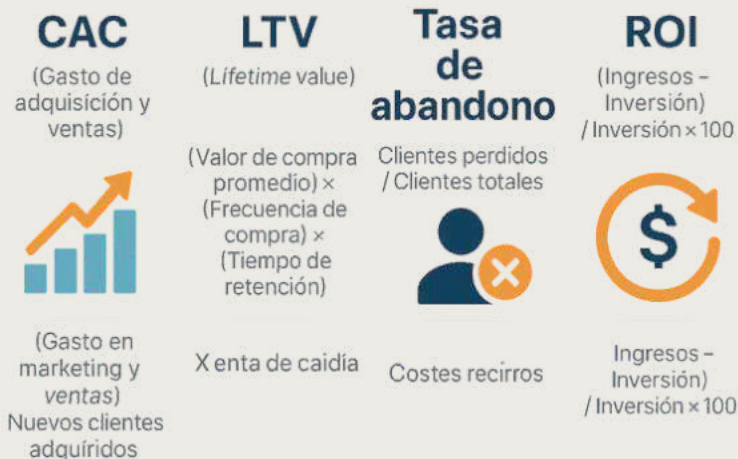 CAC
(Gasto de
adquisición y
ventas)
(Gasto en
marketing y
ventas)
Nuevos clientes
adquíridos
LTV
(Lifetime value)
(Valor de compra
promedio) ×
(Frecuencia de
compra) ×
(Tiempo de
retención)
X enta de caidía
Tasa
de
abandono
Clientes perdidos
/ Clientes totales
Costes recirros
ROI
(Ingresos –
Inversión)
/ Inversión × 100
$
Ingresos –
Inversión)
/ Inversión × 100